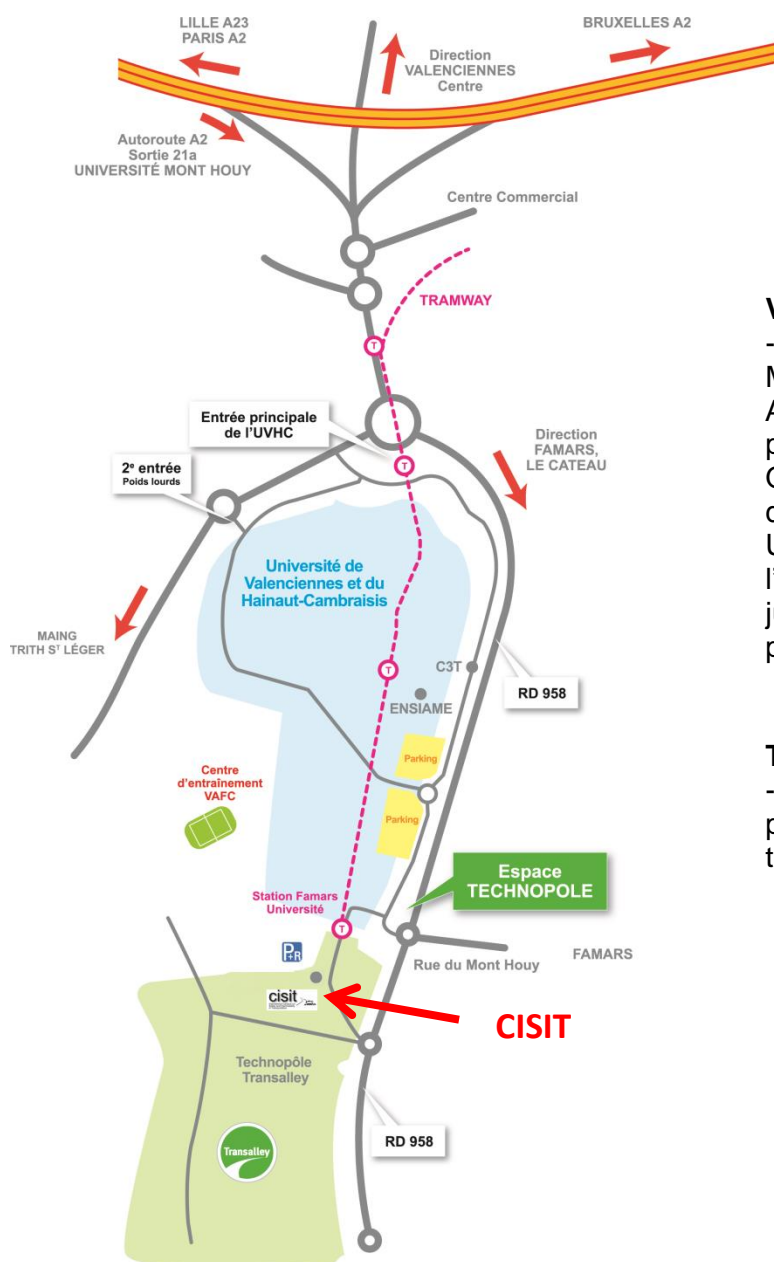 LILLE A23
PARIS A2
BRUXELLES A2
Direction
VALENCIENNES
Centre
Autoroute A2
Sortie 21a
UNIVERSITÉ MONT HOUY
Centre Commercial
TRAMWAY
T
Entrée principale
de l'UVHC
2e entrée
Poids lourds
T
Direction
FAMARS,
LE CATEAU
Université de
Valenciennes et du
Hainaut-Cambraisis
MAING
TRITH ST LÉGER
T
C3T
ENSIAME
RD 958
Parking
Centre
d'entraînement
VAFC
Parking
Espace
TECHNOPOLE
Station Famars
Université
T
P+R
Rue du Mont Houy
FAMARS
cisit
CISIT
Technopôle
Transalley
Transalley
RD 958
V
-
M
A
p
C
d
U
l'
ju
p
T
-
p
t